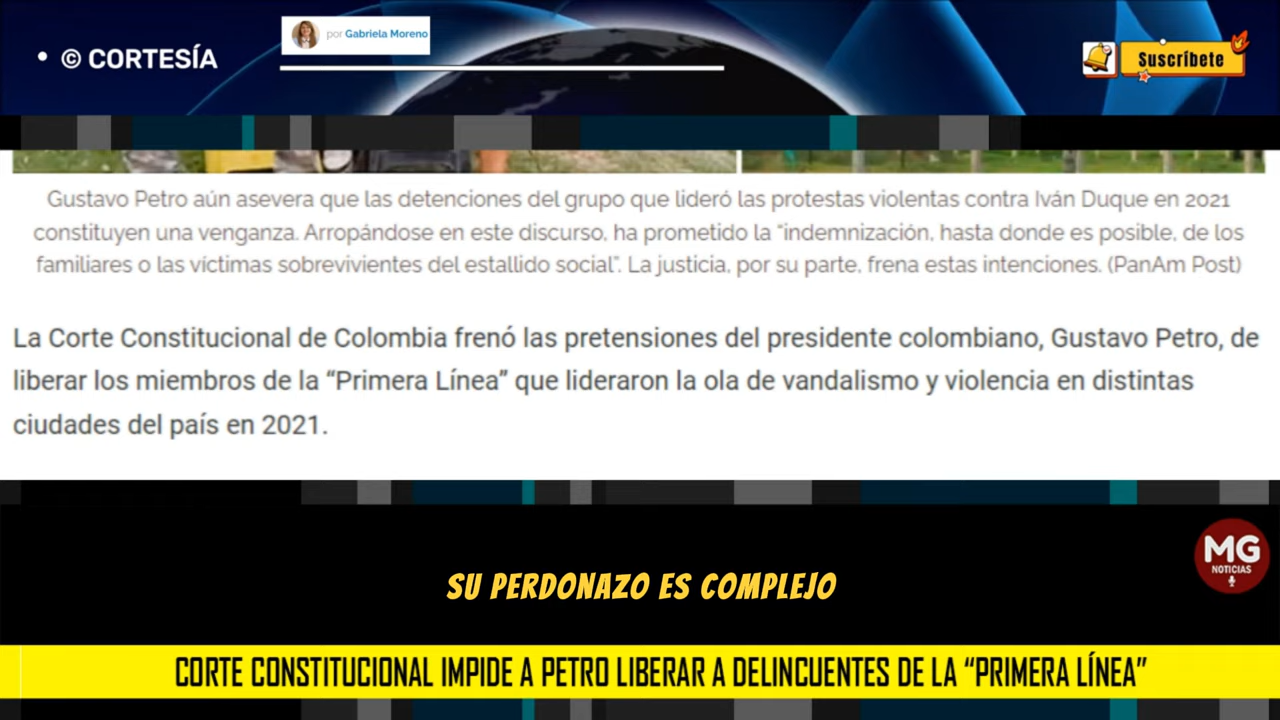 • © CORTESÍA
por Gabriela Moreno
Suscríbete
Gustavo Petro aún asevera que las detenciones del grupo que lideró las protestas violentas contra Iván Duque en 2021
constituyen una venganza. Arropándose en este discurso, ha prometido la “indemnización, hasta donde es posible, de los
familiares o las víctimas sobrevivientes del estallido social”. La justicia, por su parte, frena estas intenciones. (PanAm Post)
La Corte Constitucional de Colombia frenó las pretensiones del presidente colombiano, Gustavo Petro, de
liberar los miembros de la “Primera Línea” que lideraron la ola de vandalismo y violencia en distintas
ciudades del país en 2021.
MG
NOTICIAS
SU PERDONAZO ES COMPLEJO
CORTE CONSTITUCIONAL IMPIDE A PETRO LIBERAR A DELINCUENTES DE LA “PRIMERA LÍNEA”